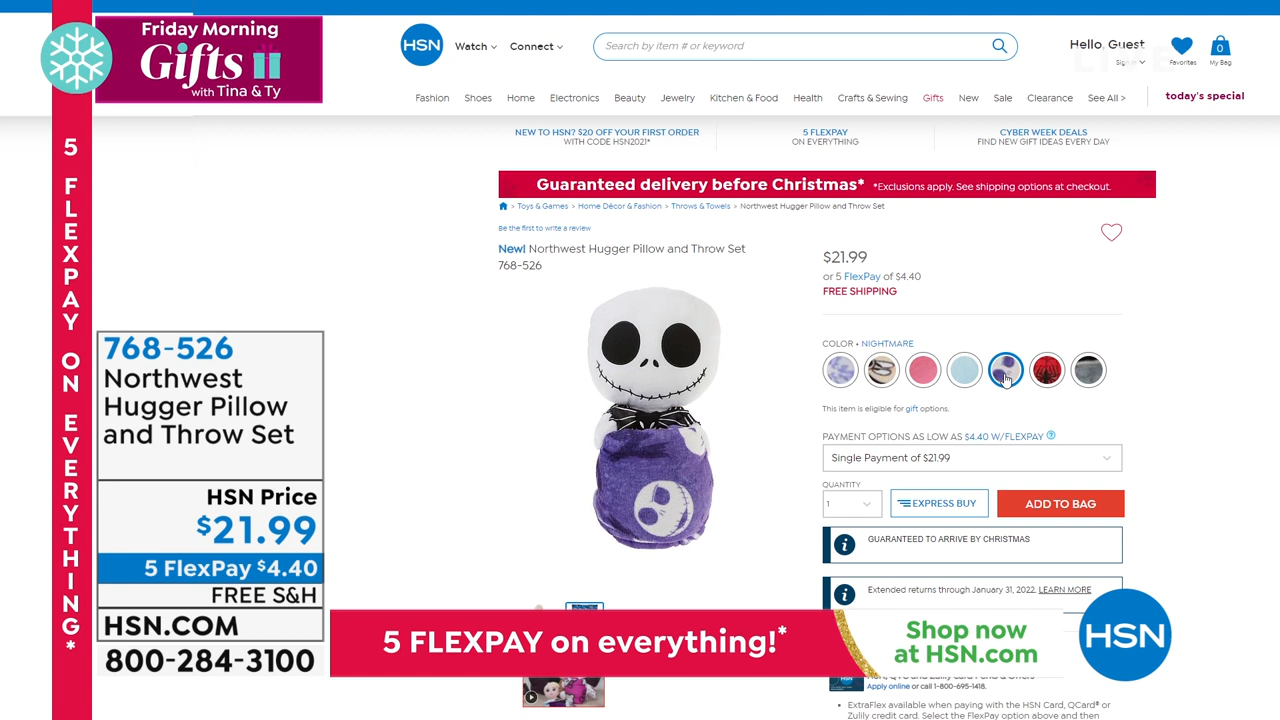 Friday Morning
Gifts
with Tina & Ty
5 FLEXPAY ON EVERYTHING*
768-526
Northwest
Hugger Pillow
and Throw Set
HSN Price
$21.99
5 FlexPay $4.40
FREE S&H
HSN.COM
800-284-3100
HSN
Watch
Connect
Search by item # or keyword
Hello, Guest
Sign in
Favorites
0
My Bag
Fashion Shoes Home Electronics Beauty Jewelry Kitchen & Food Health Crafts & Sewing Gifts New Sale Clearance See All >
today's special
NEW TO HSN? $20 OFF YOUR FIRST ORDER
WITH CODE HSN2021*
5 FLEXPAY
ON EVERYTHING
CYBER WEEK DEALS
FIND NEW GIFT IDEAS EVERY DAY
Guaranteed delivery before Christmas* *Exclusions apply. See shipping options at checkout.
> Toys & Games > Home Décor & Fashion > Throws & Towels > Northwest Hugger Pillow and Throw Set
Be the first to write a review
New! Northwest Hugger Pillow and Throw Set
768-526
$21.99
or 5 FlexPay of $4.40
FREE SHIPPING
COLOR • NIGHTMARE
This item is eligible for gift options.
PAYMENT OPTIONS AS LOW AS $4.40 W/FLEXPAY ?
Single Payment of $21.99
QUANTITY
1
EXPRESS BUY
ADD TO BAG
i GUARANTEED TO ARRIVE BY CHRISTMAS
i Extended returns through January 31, 2022. LEARN MORE
5 FLEXPAY on everything!*
Shop now
at HSN.com
HSN
Apply online or call 1-800-695-1418.
• ExtraFlex available when paying with the HSN Card, QCard® or
Zulily credit card. Select the FlexPay option above and then